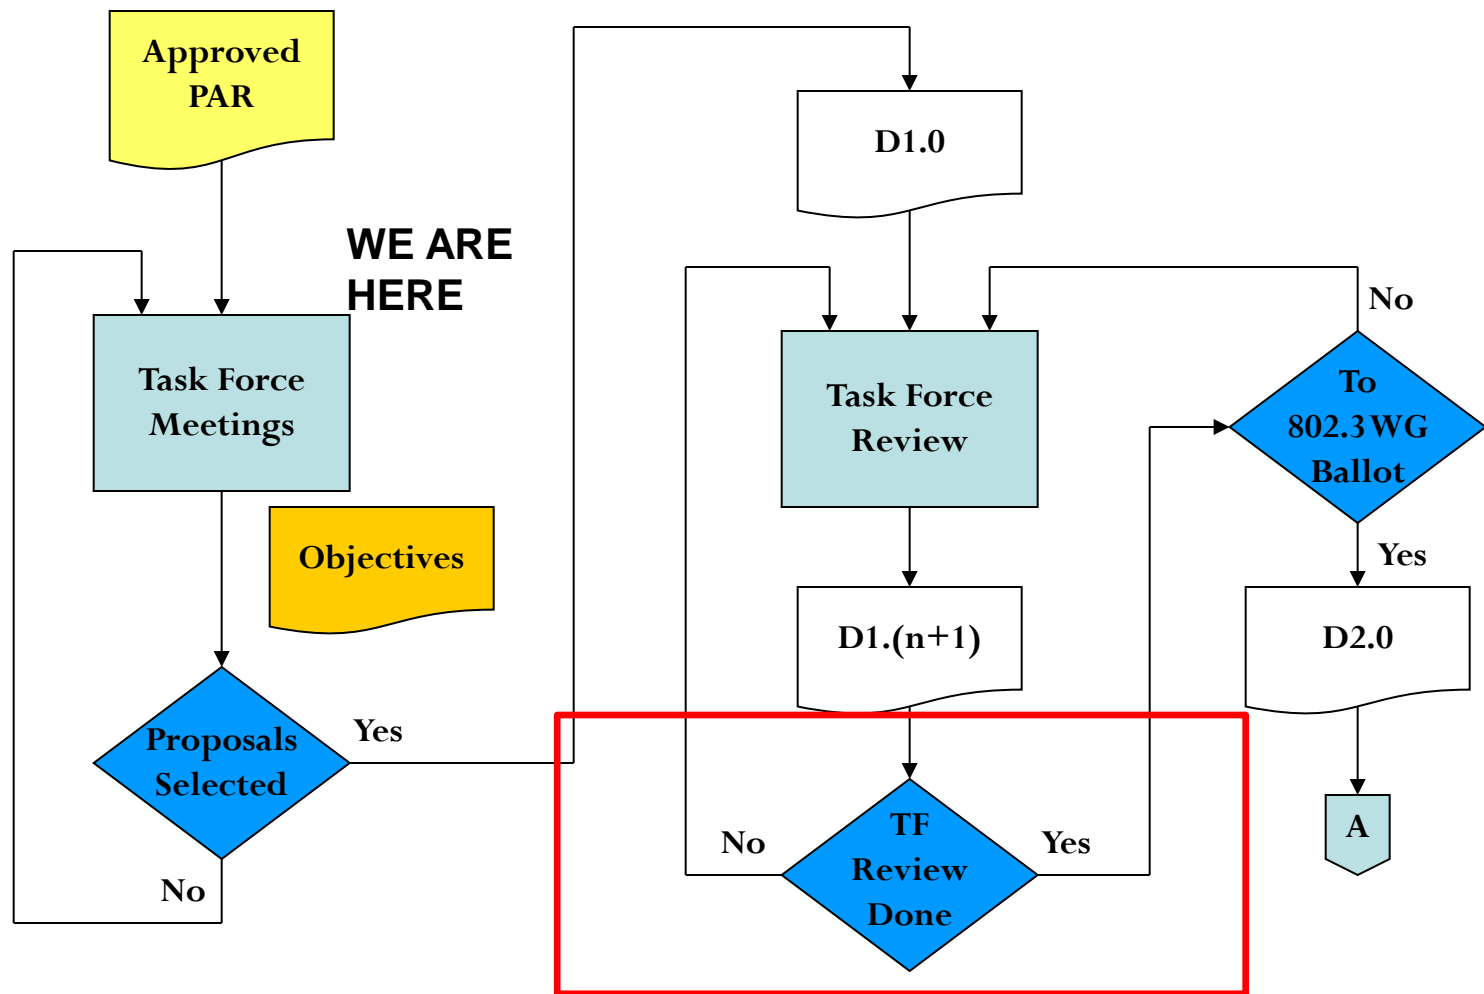 Approved
PAR
WE ARE
HERE
Task Force
Meetings
Objectives
Proposals
Selected
Yes
No
D1.0
Task Force
Review
D1.(n+1)
TF
Review
Done
No
Yes
To
802.3 WG
Ballot
No
Yes
D2.0
A